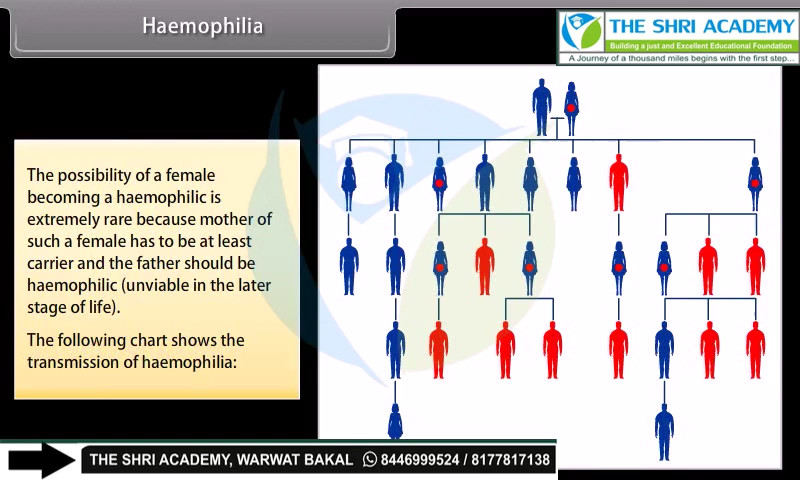 Haemophilia
THE SHRI ACADEMY
Building a just and Excellent Educational Foundation
A Journey of a thousand miles begins with the first step...
The possibility of a female
becoming a haemophilic is
extremely rare because mother of
such a female has to be at least
carrier and the father should be
haemophilic (unviable in the later
stage of life).
The following chart shows the
transmission of haemophilia:
THE SHRI ACADEMY, WARWAT BAKAL 8446999524 / 8177817138